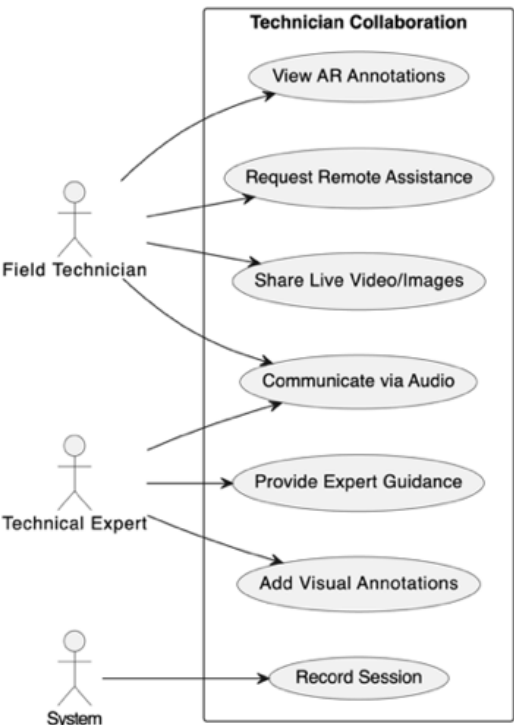 Technician Collaboration
View AR Annotations
Request Remote Assistance
Field Technician
Share Live Video/Images
Communicate via Audio
Provide Expert Guidance
Technical Expert
Add Visual Annotations
Record Session
System